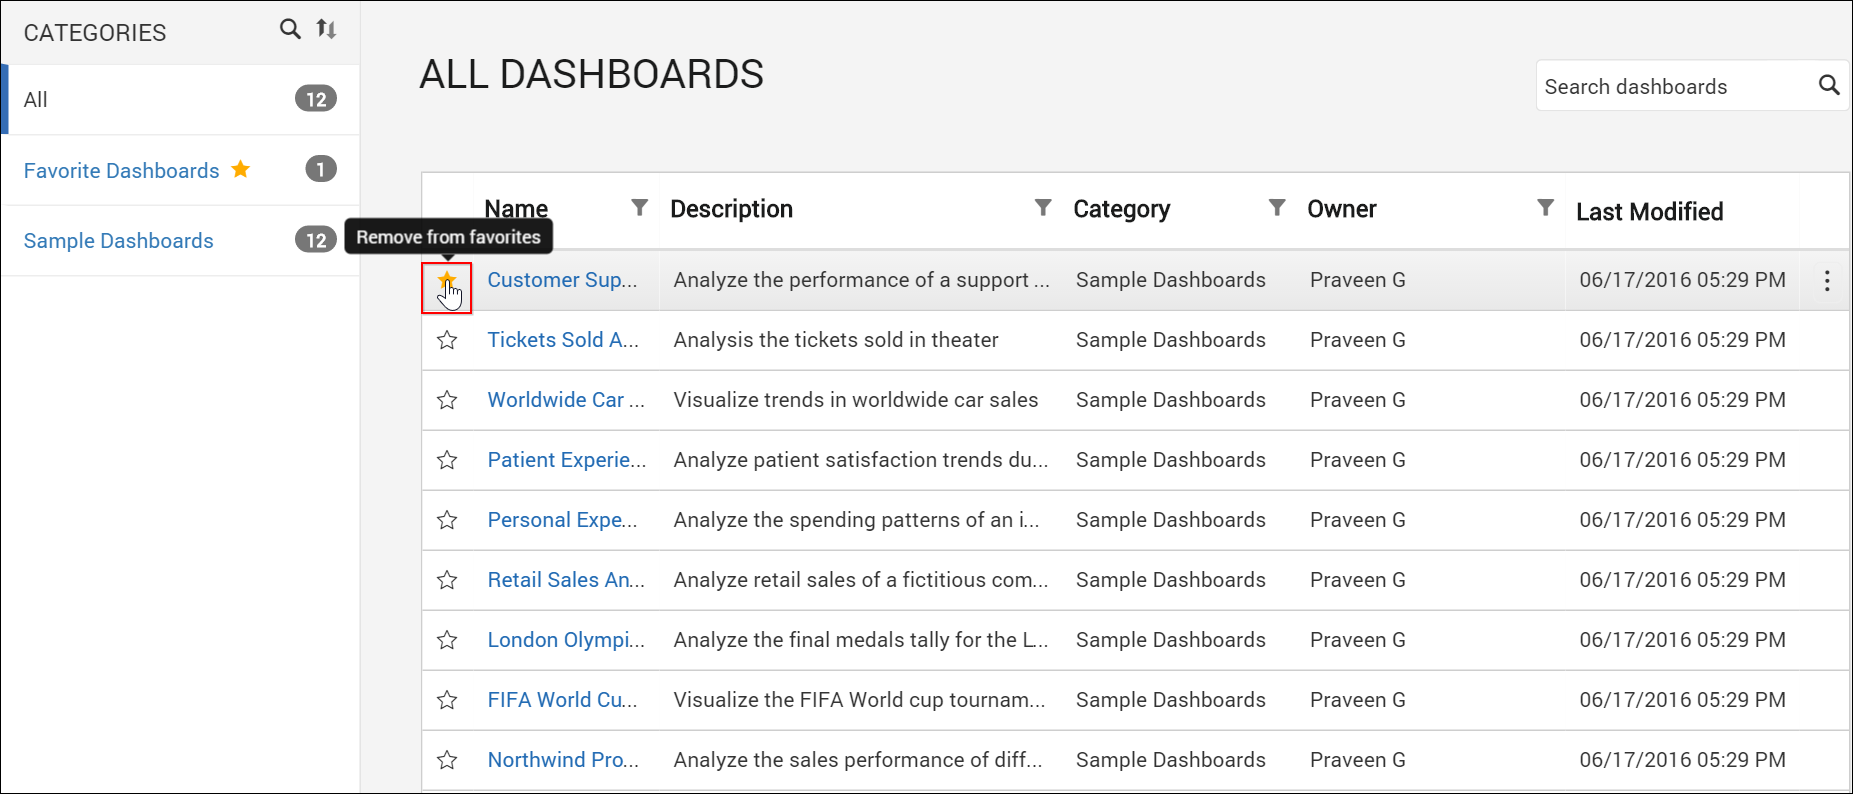 CATEGORIES
All 12
Favorite Dashboards 1
Sample Dashboards 12
ALL DASHBOARDS
Search dashboards
Name Description Category Owner Last Modified
Remove from favorites
Customer Sup... Analyze the performance of a support ... Sample Dashboards Praveen G 06/17/2016 05:29 PM
Tickets Sold A... Analysis the tickets sold in theater Sample Dashboards Praveen G 06/17/2016 05:29 PM
Worldwide Car ... Visualize trends in worldwide car sales Sample Dashboards Praveen G 06/17/2016 05:29 PM
Patient Experie... Analyze patient satisfaction trends du... Sample Dashboards Praveen G 06/17/2016 05:29 PM
Personal Expe... Analyze the spending patterns of an i... Sample Dashboards Praveen G 06/17/2016 05:29 PM
Retail Sales An... Analyze retail sales of a fictitious com... Sample Dashboards Praveen G 06/17/2016 05:29 PM
London Olympi... Analyze the final medals tally for the L... Sample Dashboards Praveen G 06/17/2016 05:29 PM
FIFA World Cu... Visualize the FIFA World cup tournam... Sample Dashboards Praveen G 06/17/2016 05:29 PM
Northwind Pro... Analyze the sales performance of diff... Sample Dashboards Praveen G 06/17/2016 05:29 PM